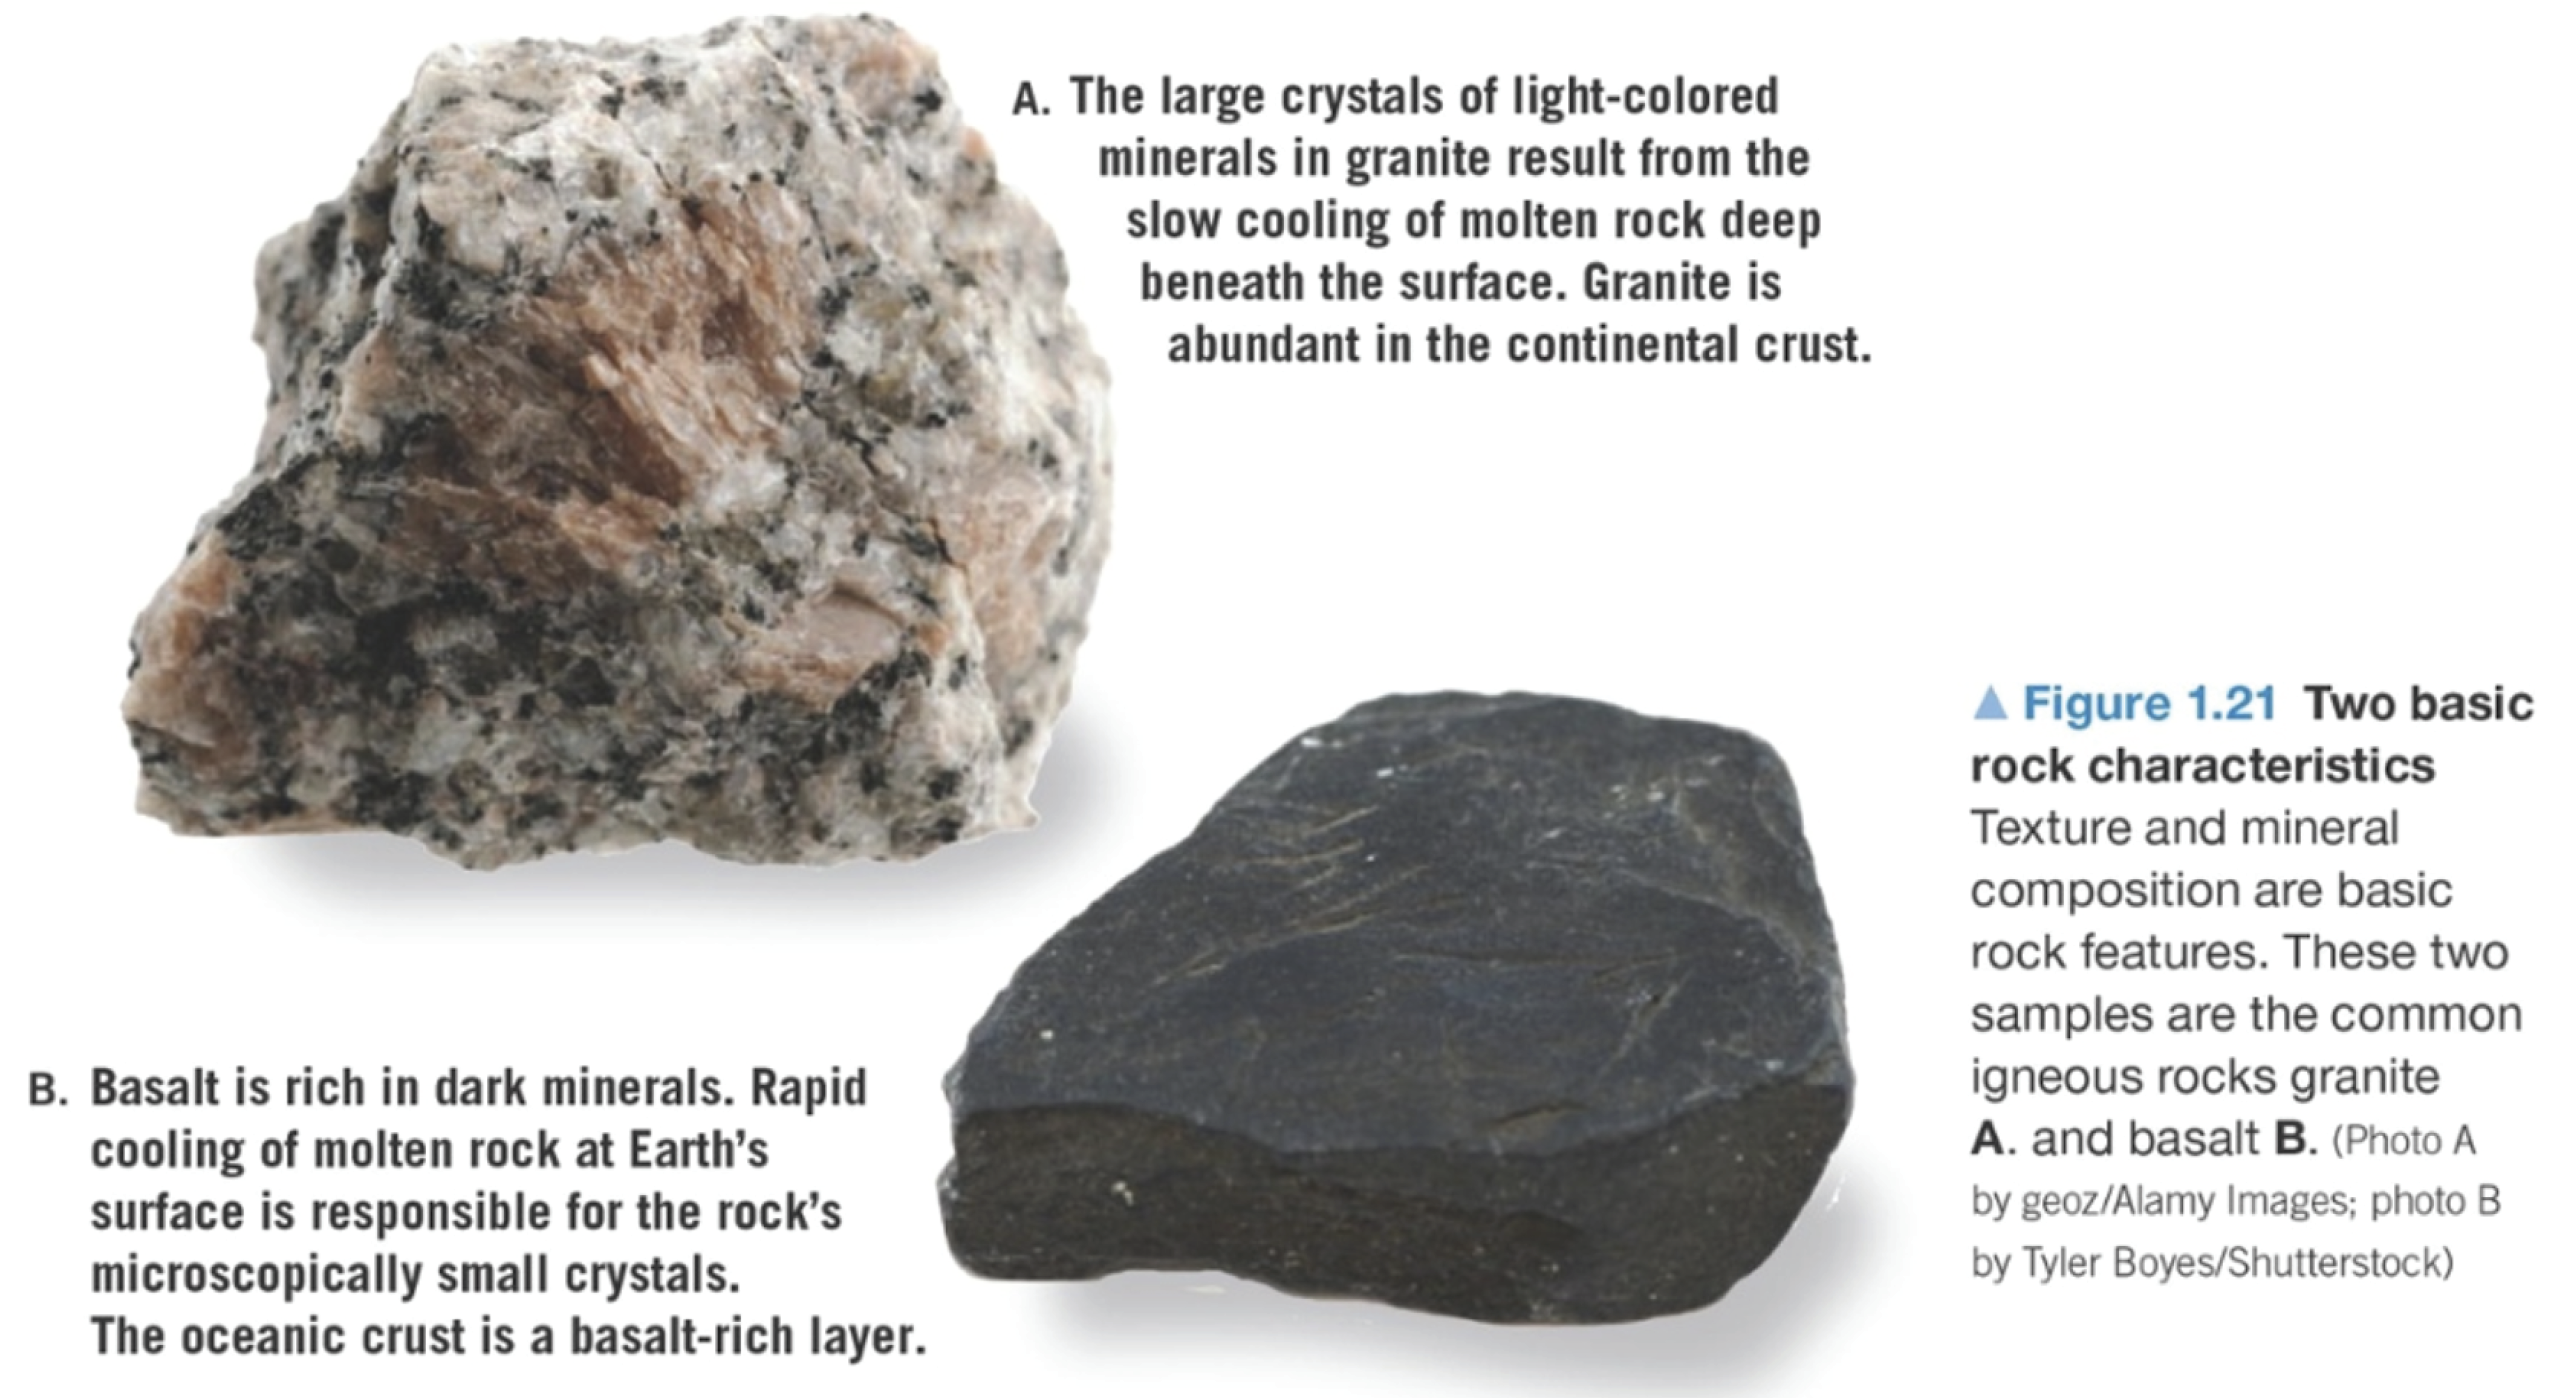 A. The large crystals of light-colored
minerals in granite result from the
slow cooling of molten rock deep
beneath the surface. Granite is
abundant in the continental crust.
B. Basalt is rich in dark minerals. Rapid
cooling of molten rock at Earth's
surface is responsible for the rock's
microscopically small crystals.
The oceanic crust is a basalt-rich layer.
▲ Figure 1.21 Two basic
rock characteristics
Texture and mineral
composition are basic
rock features. These two
samples are the common
igneous rocks granite
A. and basalt B. (Photo A
by geoz/Alamy Images; photo B
by Tyler Boyes/Shutterstock)